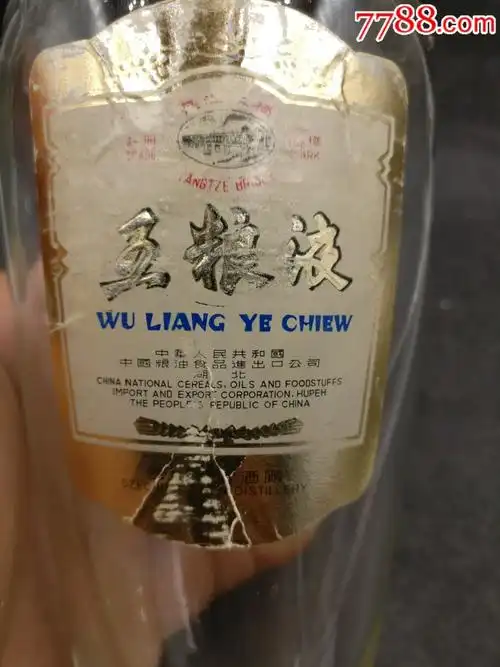 7788.com
YANGTZE BRIDGE
五粮液
WU LIANG YE CHIEW
中華人民共和國
中國粮油食品進出口公司
湖北
CHINA NATIONAL CEREALS, OILS AND FOODSTUFFS
IMPORT AND EXPORT CORPORATION, HUPEH
THE PEOPLE'S REPUBLIC OF CHINA
DISTILLERY